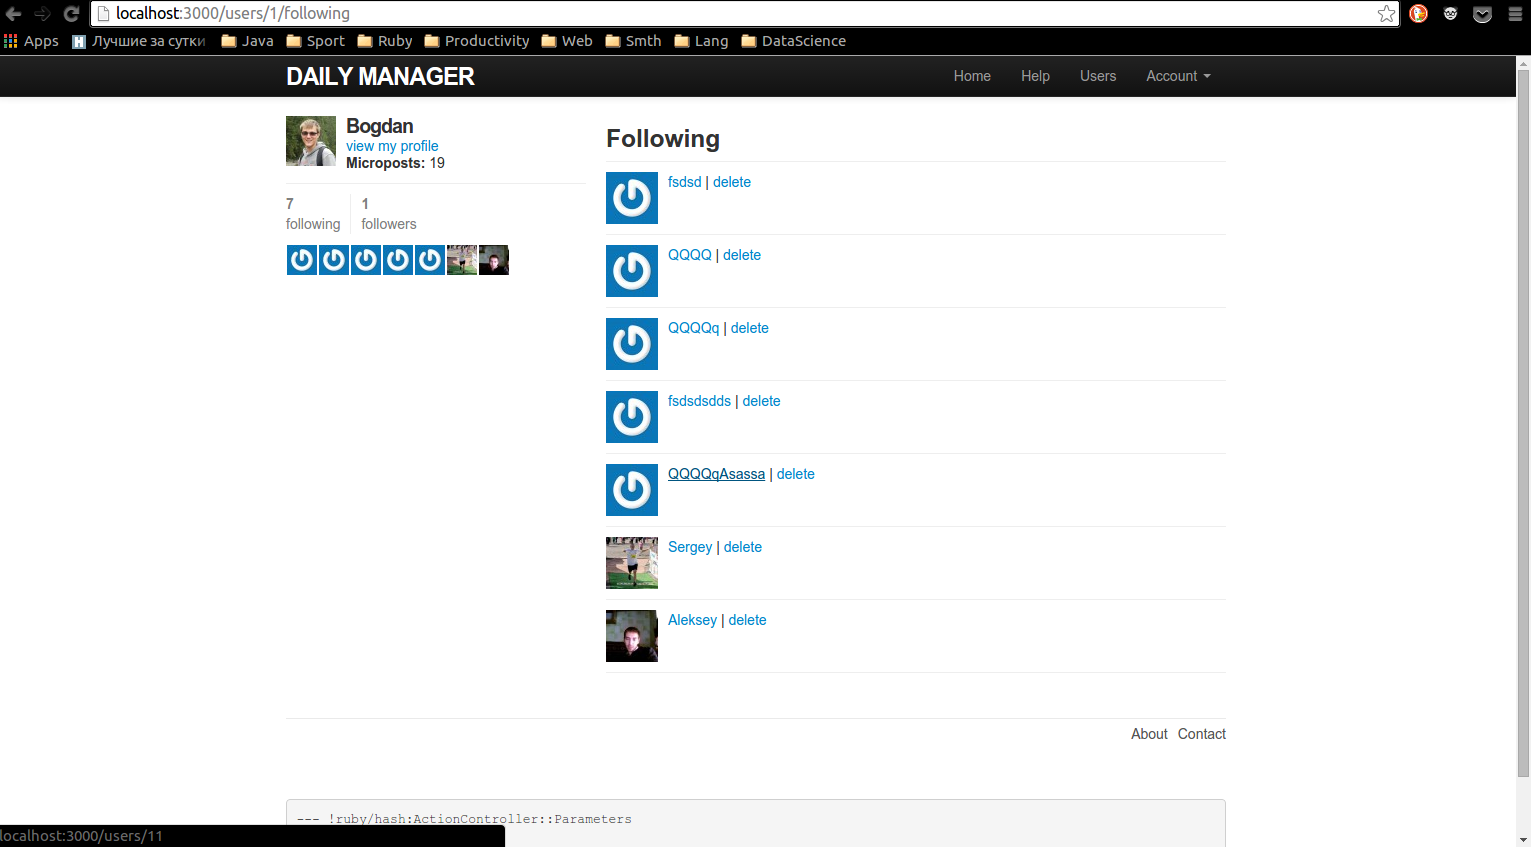 localhost:3000/users/1/following
Apps Лучшие за сутки Java Sport Ruby Productivity Web Smth Lang DataScience
DAILY MANAGER Home Help Users Account
Bogdan
view my profile
Microposts: 19
7 1
following followers
Following
fsdsd | delete
QQQQ | delete
QQQQq | delete
fsdsdsdds | delete
QQQQqAsassa | delete
Sergey | delete
Aleksey | delete
About Contact
--- !ruby/hash:ActionController::Parameters
localhost:3000/users/11